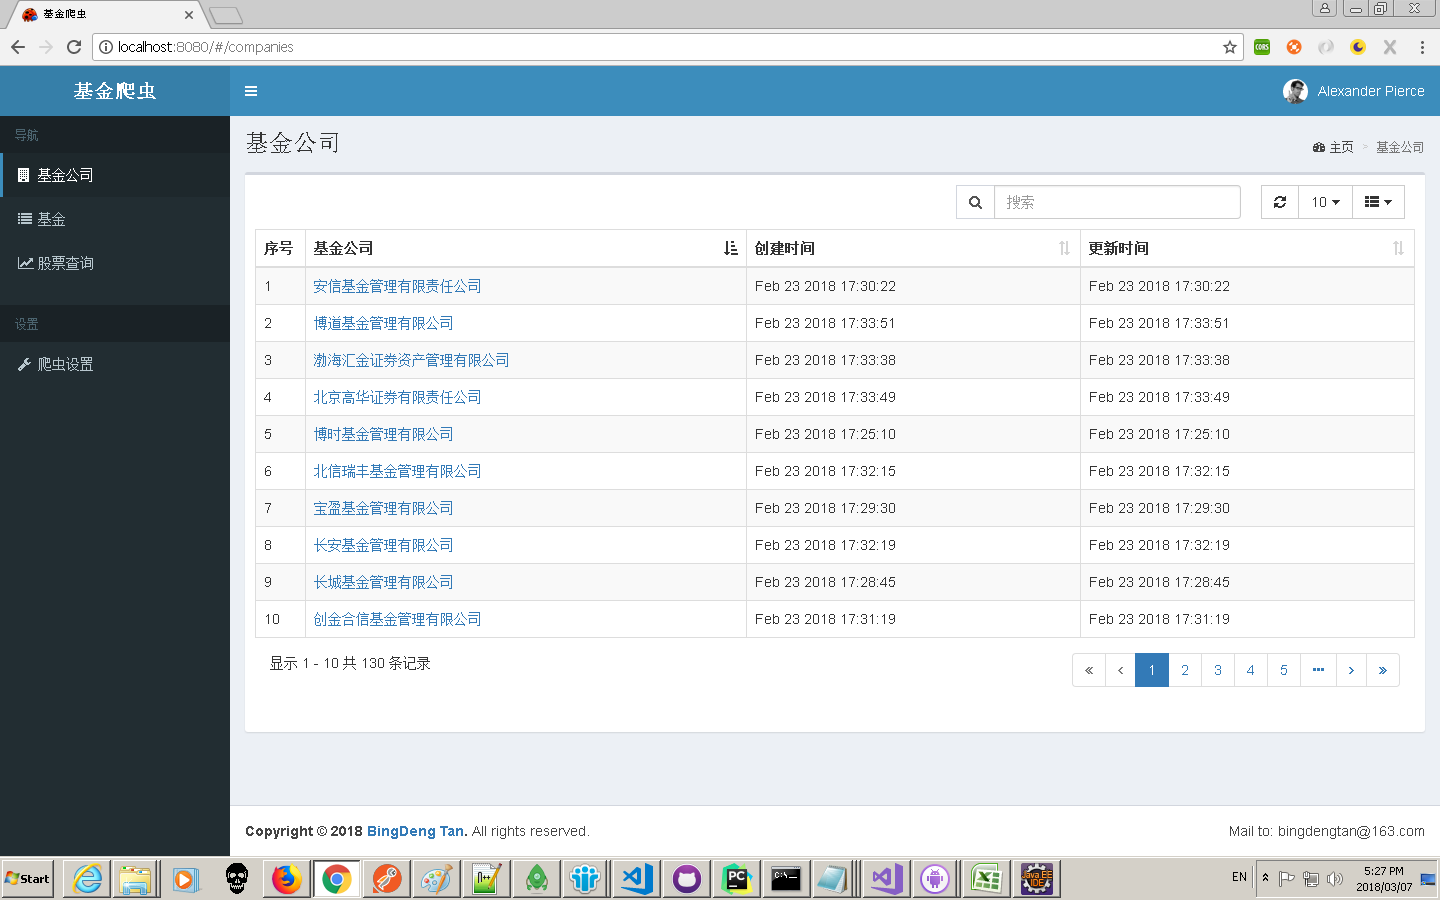 基金爬虫
localhost:8080/#/companies
CORS
基金爬虫
Alexander Pierce
导航
基金公司
基金
股票查询
设置
爬虫设置
基金公司
主页 > 基金公司
搜索
10
序号 基金公司 创建时间 更新时间
1 安信基金管理有限责任公司 Feb 23 2018 17:30:22 Feb 23 2018 17:30:22
2 博道基金管理有限公司 Feb 23 2018 17:33:51 Feb 23 2018 17:33:51
3 渤海汇金证券资产管理有限公司 Feb 23 2018 17:33:38 Feb 23 2018 17:33:38
4 北京高华证券有限责任公司 Feb 23 2018 17:33:49 Feb 23 2018 17:33:49
5 博时基金管理有限公司 Feb 23 2018 17:25:10 Feb 23 2018 17:25:10
6 北信瑞丰基金管理有限公司 Feb 23 2018 17:32:15 Feb 23 2018 17:32:15
7 宝盈基金管理有限公司 Feb 23 2018 17:29:30 Feb 23 2018 17:29:30
8 长安基金管理有限公司 Feb 23 2018 17:32:19 Feb 23 2018 17:32:19
9 长城基金管理有限公司 Feb 23 2018 17:28:45 Feb 23 2018 17:28:45
10 创金合信基金管理有限公司 Feb 23 2018 17:31:19 Feb 23 2018 17:31:19
显示 1 - 10 共 130 条记录
« ‹ 1 2 3 4 5 ••• › »
Copyright © 2018 BingDeng Tan. All rights reserved.
Mail to: bingdengtan@163.com
Start
PC
C:\_
Java EE
IDE
EN
5:27 PM
2018/03/07